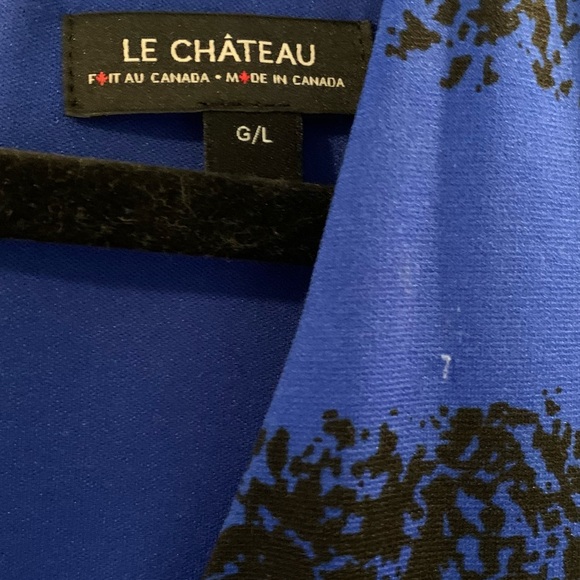 LE CHÂTEAU
FAIT AU CANADA • MADE IN CANADA
G/L